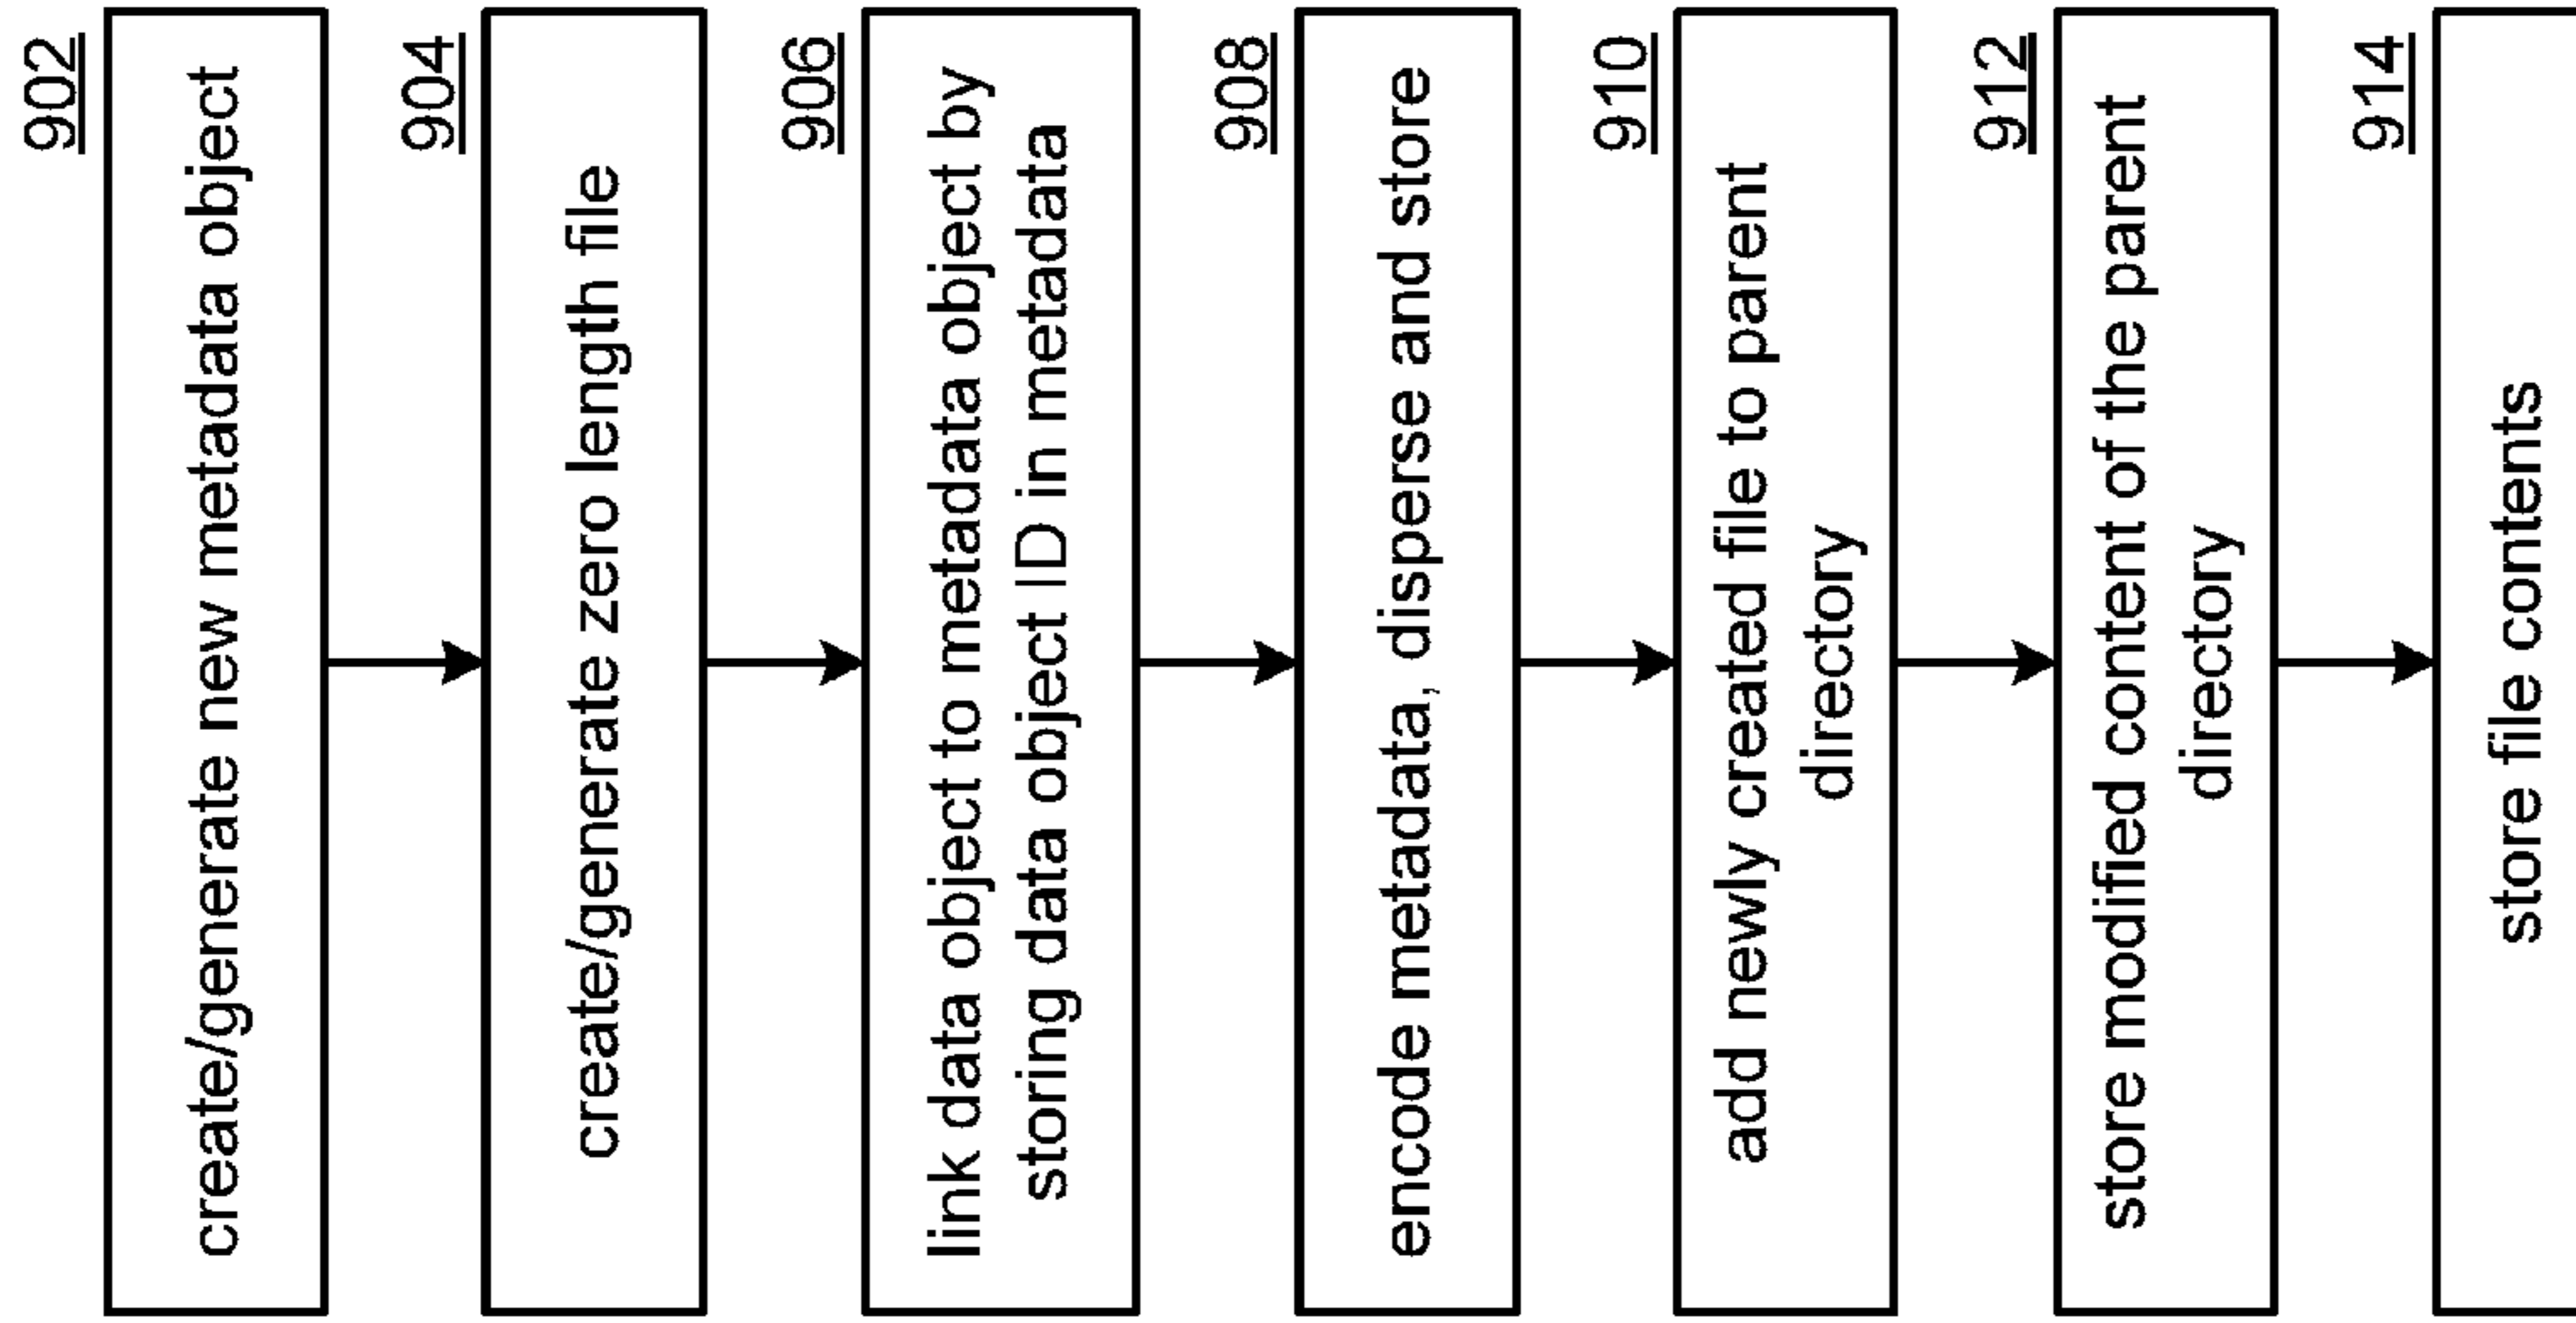 902
create/generate new metadata object
904
create/generate zero length file
906
link data object to metadata object by
storing data object ID in metadata
908
encode metadata, disperse and store
910
add newly created file to parent
directory
912
store modified content of the parent
directory
914
store file contents